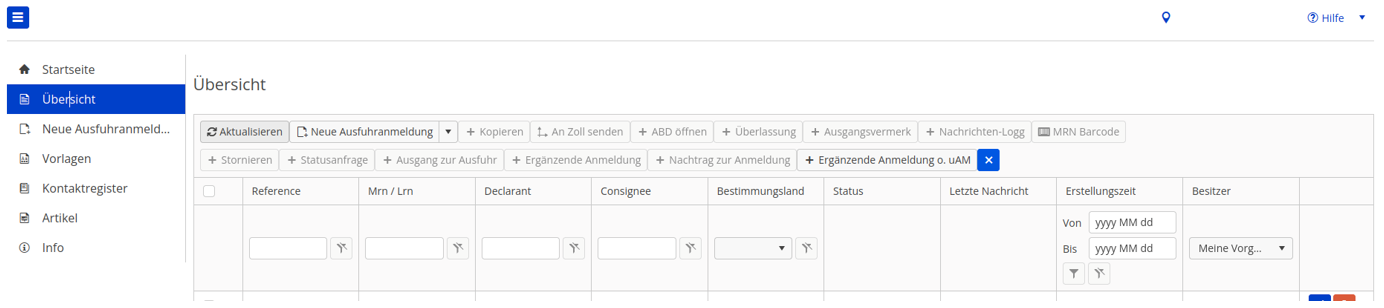 Hilfe
Startseite
Übersicht
Neue Ausfuhranmeld...
Vorlagen
Kontaktregister
Artikel
Info
Übersicht
Aktualisieren Neue Ausfuhranmeldung + Kopieren An Zoll senden + ABD öffnen + Überlassung + Ausgangsvermerk + Nachrichten-Logg MRN Barcode
+ Stornieren + Statusanfrage + Ausgang zur Ausfuhr + Ergänzende Anmeldung + Nachtrag zur Anmeldung + Ergänzende Anmeldung o. uAM ×
Reference Mrn / Lrn Declarant Consignee Bestimmungsland Status Letzte Nachricht Erstellungszeit Besitzer
Von yyyy MM dd
Bis yyyy MM dd Meine Vorg...